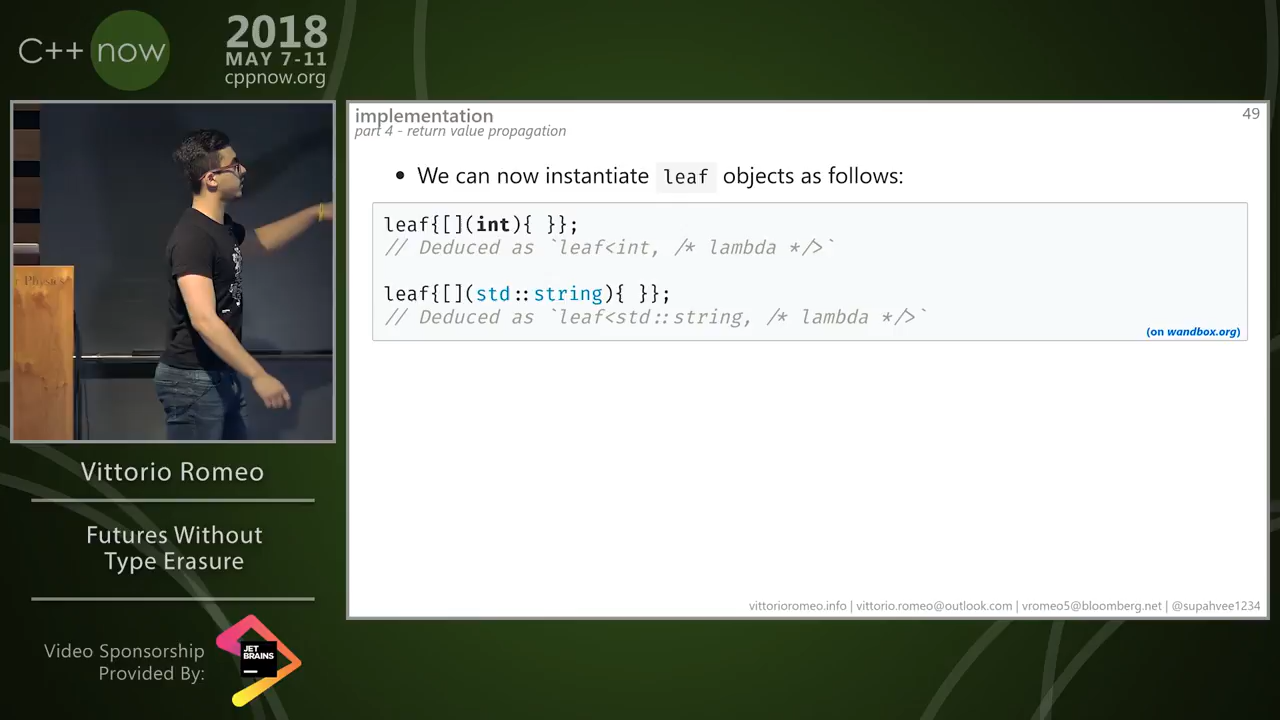 C++ now
2018
MAY 7-11
cppnow.org
implementation
49
part 4 - return value propagation
• We can now instantiate leaf objects as follows:
leaf{[](int){ }};
// Deduced as `leaf<int, /* lambda */>`
leaf{[](std::string){ }};
// Deduced as `leaf<std::string, /* lambda */>`
(on wandbox.org)
r Physics
Vittorio Romeo
Futures Without
Type Erasure
Video Sponsorship
Provided By:
JET
BRAINS
vittorioromeo.info | vittorio.romeo@outlook.com | vromeo5@bloomberg.net | @supahvee1234